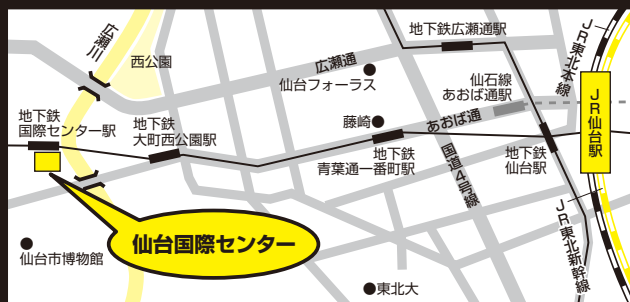 地下鉄広瀬通駅
JR東北本線
広瀬川
西公園
広瀬通
仙台フォーラス
仙石線
あおば通駅
JR仙台駅
地下鉄
国際センター駅
地下鉄
大町西公園駅
藤崎
あおば通
地下鉄
青葉通一番町駅
国道4号線
地下鉄
仙台駅
仙台国際センター
仙台市博物館
東北大
JR東北新幹線